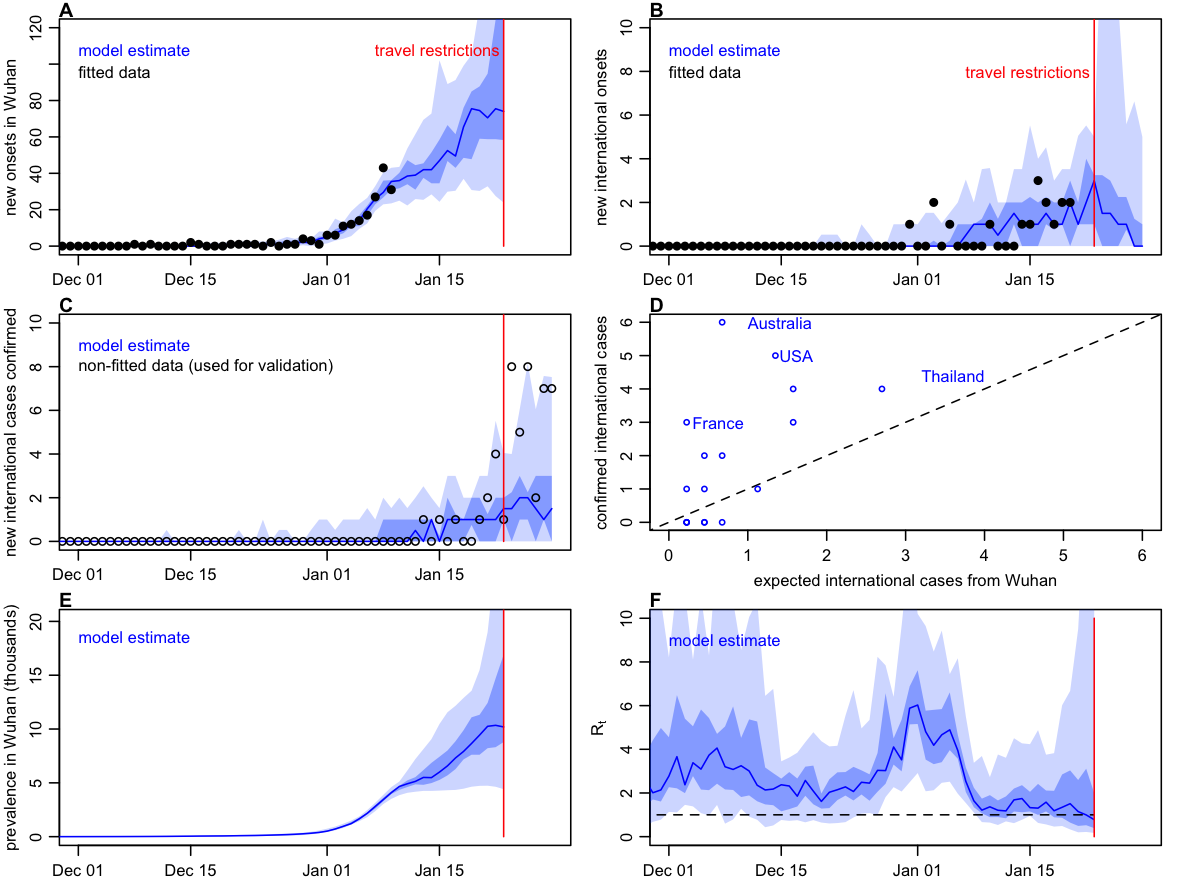 A
new onsets in Wuhan
120
80
60
40
20
0
model estimate
fitted data
travel restrictions
Dec 01
Dec 15
Jan 01
Jan 15
B
new international onsets
10
8
6
4
2
0
model estimate
fitted data
travel restrictions
Dec 01
Dec 15
Jan 01
Jan 15
C
new international cases confirmed
10
8
6
4
2
0
model estimate
non-fitted data (used for validation)
Dec 01
Dec 15
Jan 01
Jan 15
D
confirmed international cases
6
5
4
3
2
1
0
Australia
USA
Thailand
France
0
1
2
3
4
5
6
expected international cases from Wuhan
E
prevalence in Wuhan (thousands)
20
15
10
5
0
model estimate
Dec 01
Dec 15
Jan 01
Jan 15
F
Rt
10
8
6
4
2
0
model estimate
Dec 01
Dec 15
Jan 01
Jan 15